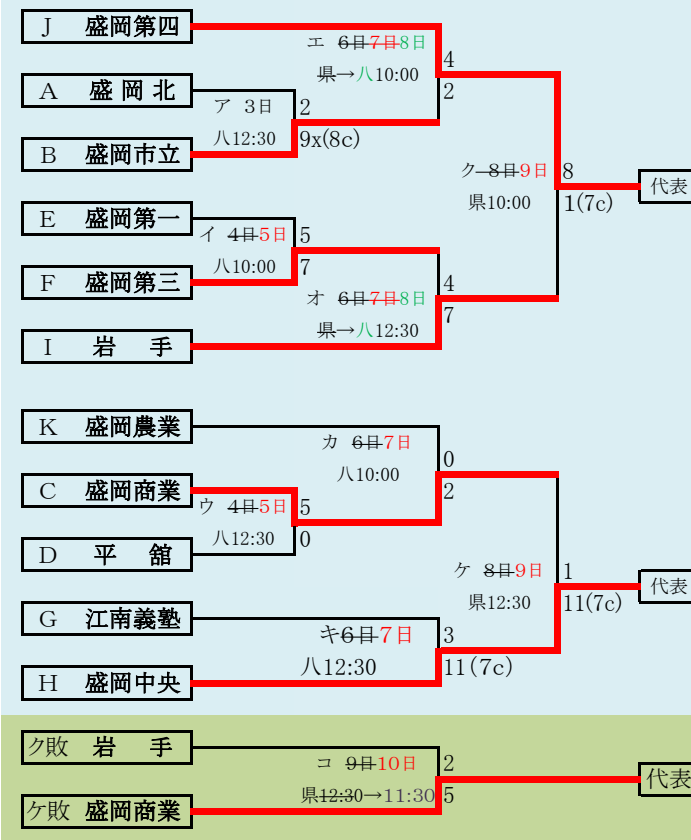 J 盛岡第四
エ 6日7日8日
4
県→八10:00
A 盛岡北
2
ア 3日 2
八12:30 9x(8c)
B 盛岡市立
ク 8日9日 8
代表
県10:00 1(7c)
E 盛岡第一
イ 4日5日 5
八10:00 7
F 盛岡第三
オ 6日7日8日 4
県→八12:30 7
I 岩手
K 盛岡農業
カ 6日7日 0
八10:00
C 盛岡商業
2
ウ 4日5日 5
八12:30 0
D 平舘
ケ 8日9日 1
代表
県12:30 11(7c)
G 江南義塾
キ6日7日 3
八12:30 11(7c)
H 盛岡中央
ク敗 岩手
コ 9日10日 2
代表
県12:30→11:30 5
ケ敗 盛岡商業